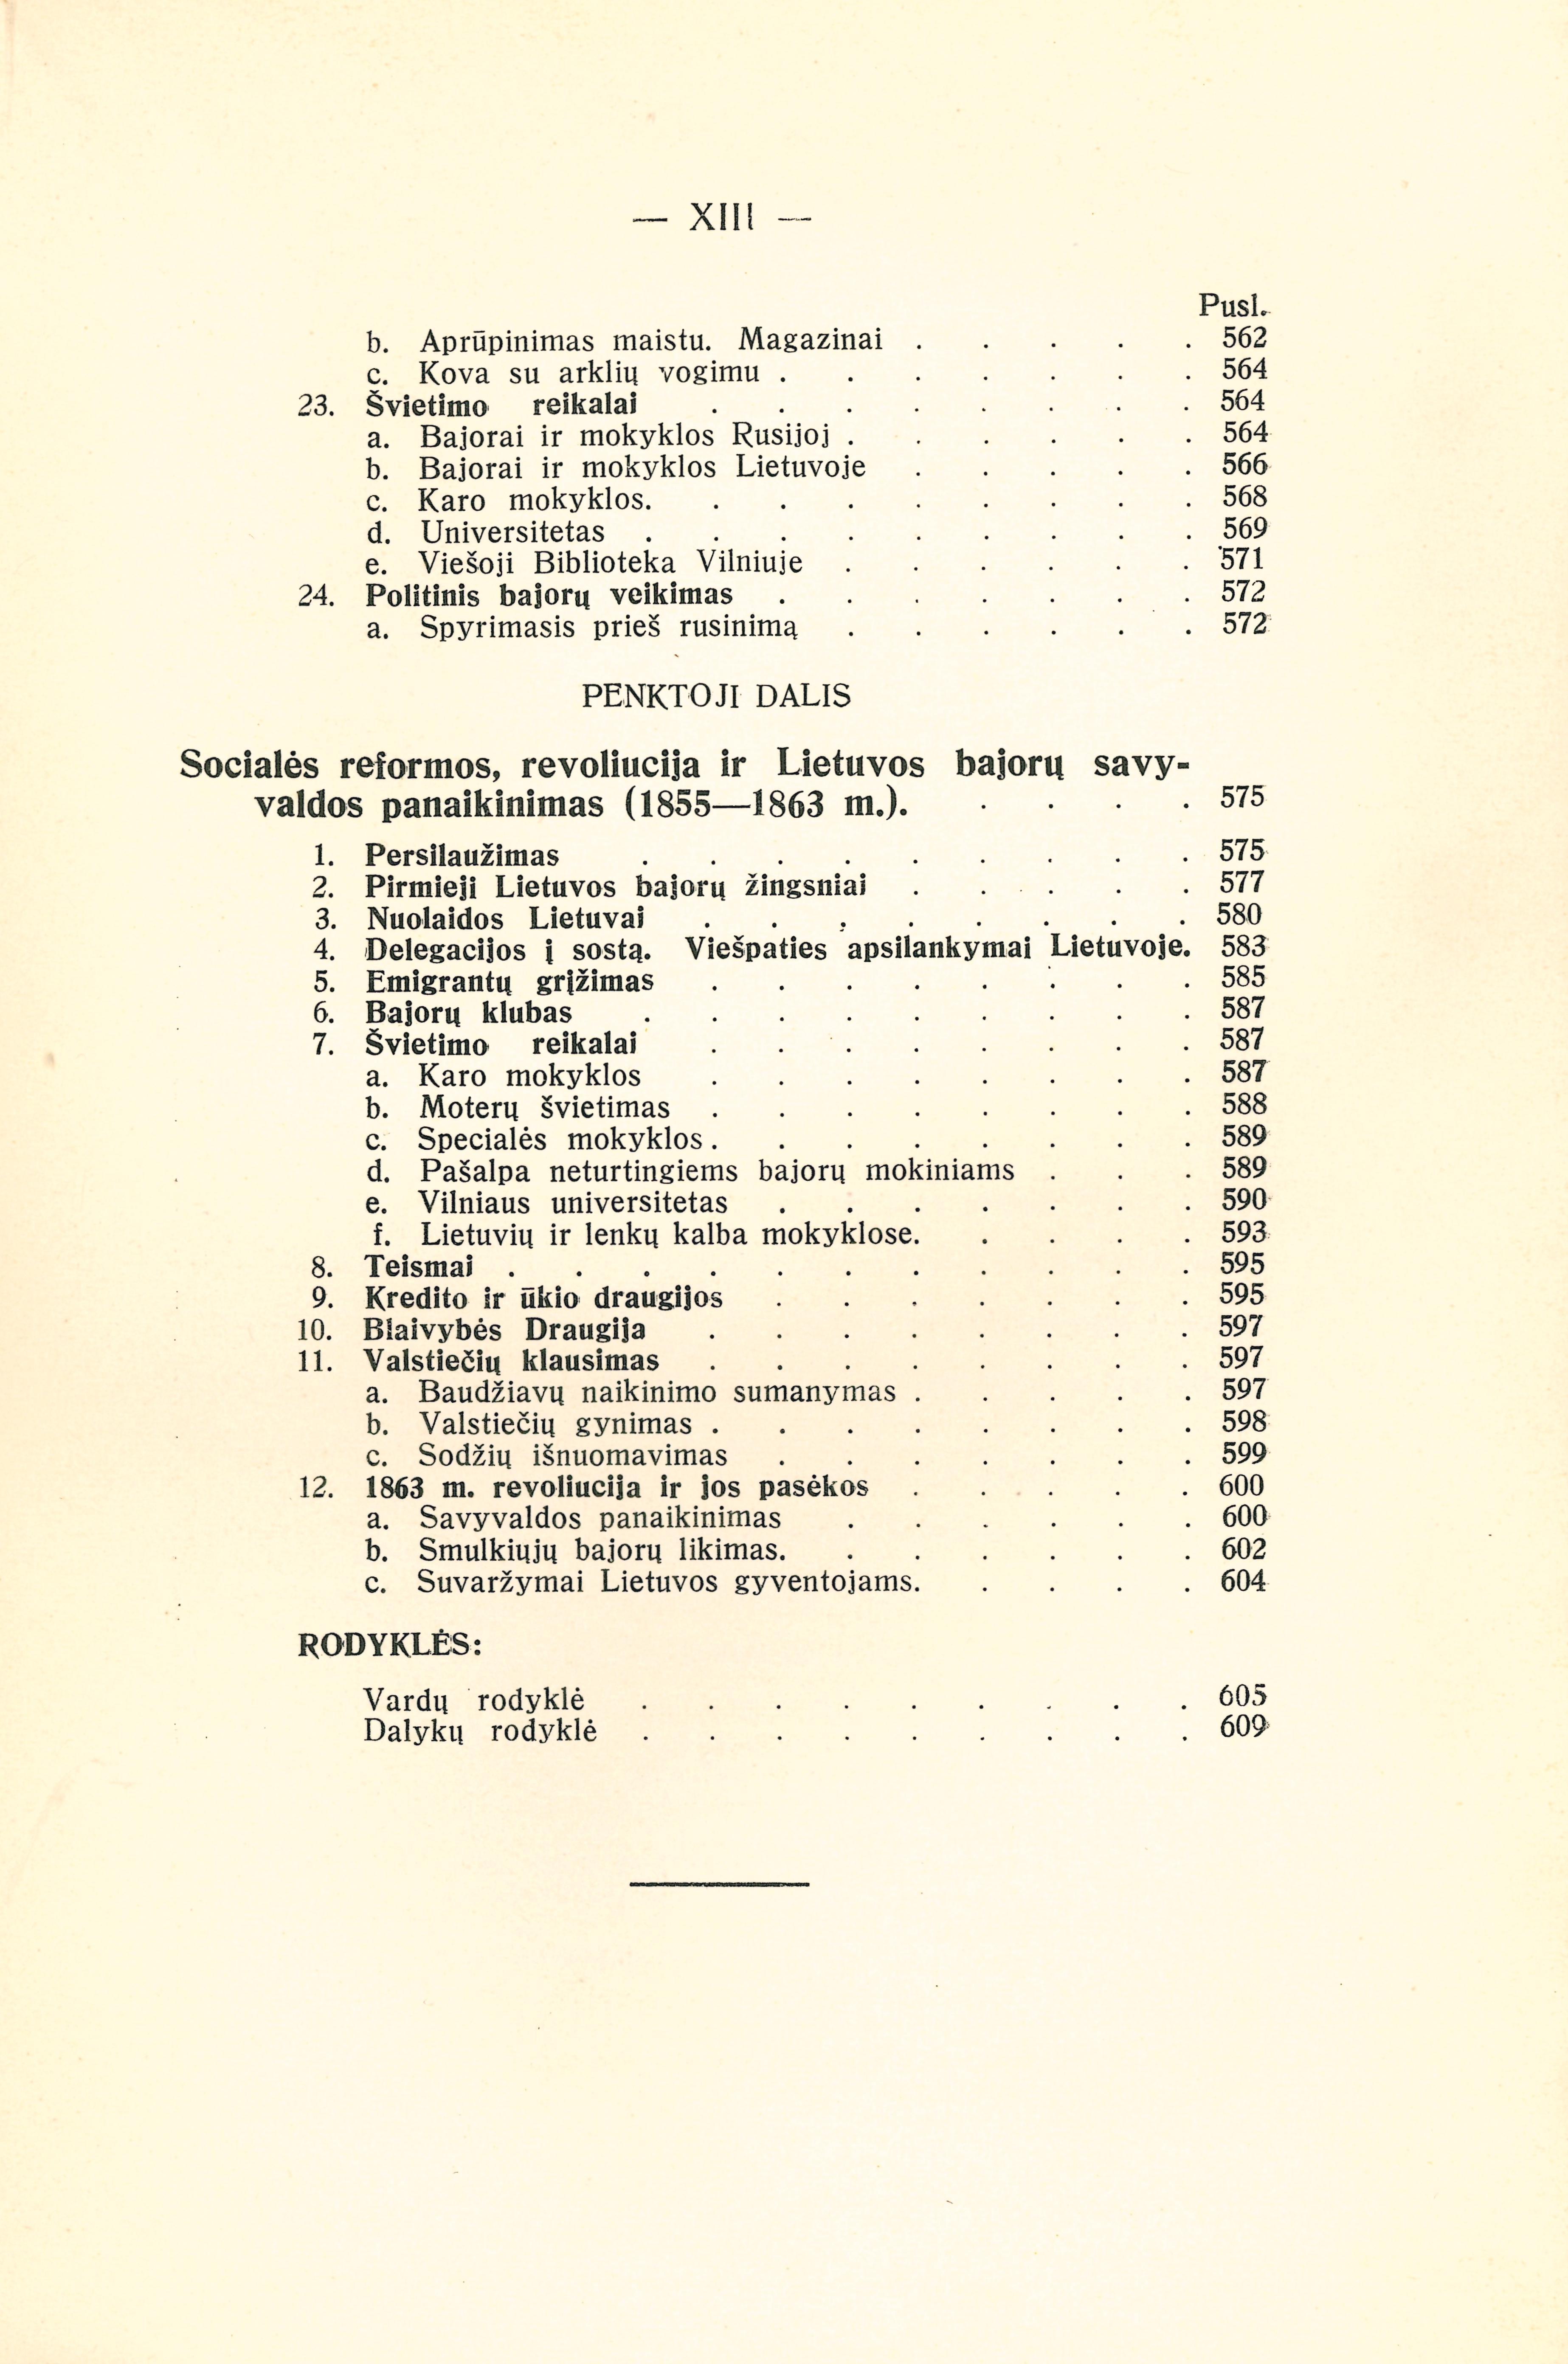 — XIII —
Pusl.
b. Aprūpinimas maistu. Magazinai . . . . . 562
c. Kova su arklių vogimu . . . . . . . 564
23. Švietimo reikalai . . . . . . . . 564
a. Bajorai ir mokyklos Rusijoj . . . . . . 564
b. Bajorai ir mokyklos Lietuvoje . . . . . 566
c. Karo mokyklos. . . . . . . . . 568
d. Universitetas . . . . . . . . . 569
e. Viešoji Biblioteka Vilniuje . . . . . . 571
24. Politinis bajorų veikimas . . . . . . . 572
a. Spyrimasis prieš rusinimą . . . . . . 572
PENKTOJI DALIS
Socialės reformos, revoliucija ir Lietuvos bajorų savy-
valdos panaikinimas (1855—1863 m.). . . . . 575
1. Persilaužimas . . . . . . . . . 575
2. Pirmieji Lietuvos bajorų žingsniai . . . . . 577
3. Nuolaidos Lietuvai . . . . . . . . 580
4. Delegacijos į sostą. Viešpaties apsilankymai Lietuvoje. 583
5. Emigrantų grįžimas . . . . . . . . 585
6. Bajorų klubas . . . . . . . . . 587
7. Švietimo reikalai . . . . . . . . 587
a. Karo mokyklos . . . . . . . . 587
b. Moterų švietimas . . . . . . . . 588
c. Specialės mokyklos . . . . . . . . 589
d. Pašalpa neturtingiems bajorų mokiniams . . . 589
e. Vilniaus universitetas . . . . . . . 590
f. Lietuvių ir lenkų kalba mokyklose. . . . . 593
8. Teismai . . . . . . . . . . . 595
9. Kredito ir ūkio draugijos . . . . . . . 595
10. Blaivybės Draugija . . . . . . . . 597
11. Valstiečių klausimas . . . . . . . . 597
a. Baudžiavų naikinimo sumanymas . . . . . 597
b. Valstiečių gynimas . . . . . . . . 598
c. Sodžių išnuomavimas . . . . . . . 599
12. 1863 m. revoliucija ir jos pasėkos . . . . . 600
a. Savyvaldos panaikinimas . . . . . . 600
b. Smulkiųjų bajorų likimas. . . . . . . 602
c. Suvaržymai Lietuvos gyventojams. . . . . 604
RODYKLĖS:
Vardų rodyklė . . . . . . . . . 605
Dalykų rodyklė . . . . . . . . . 609